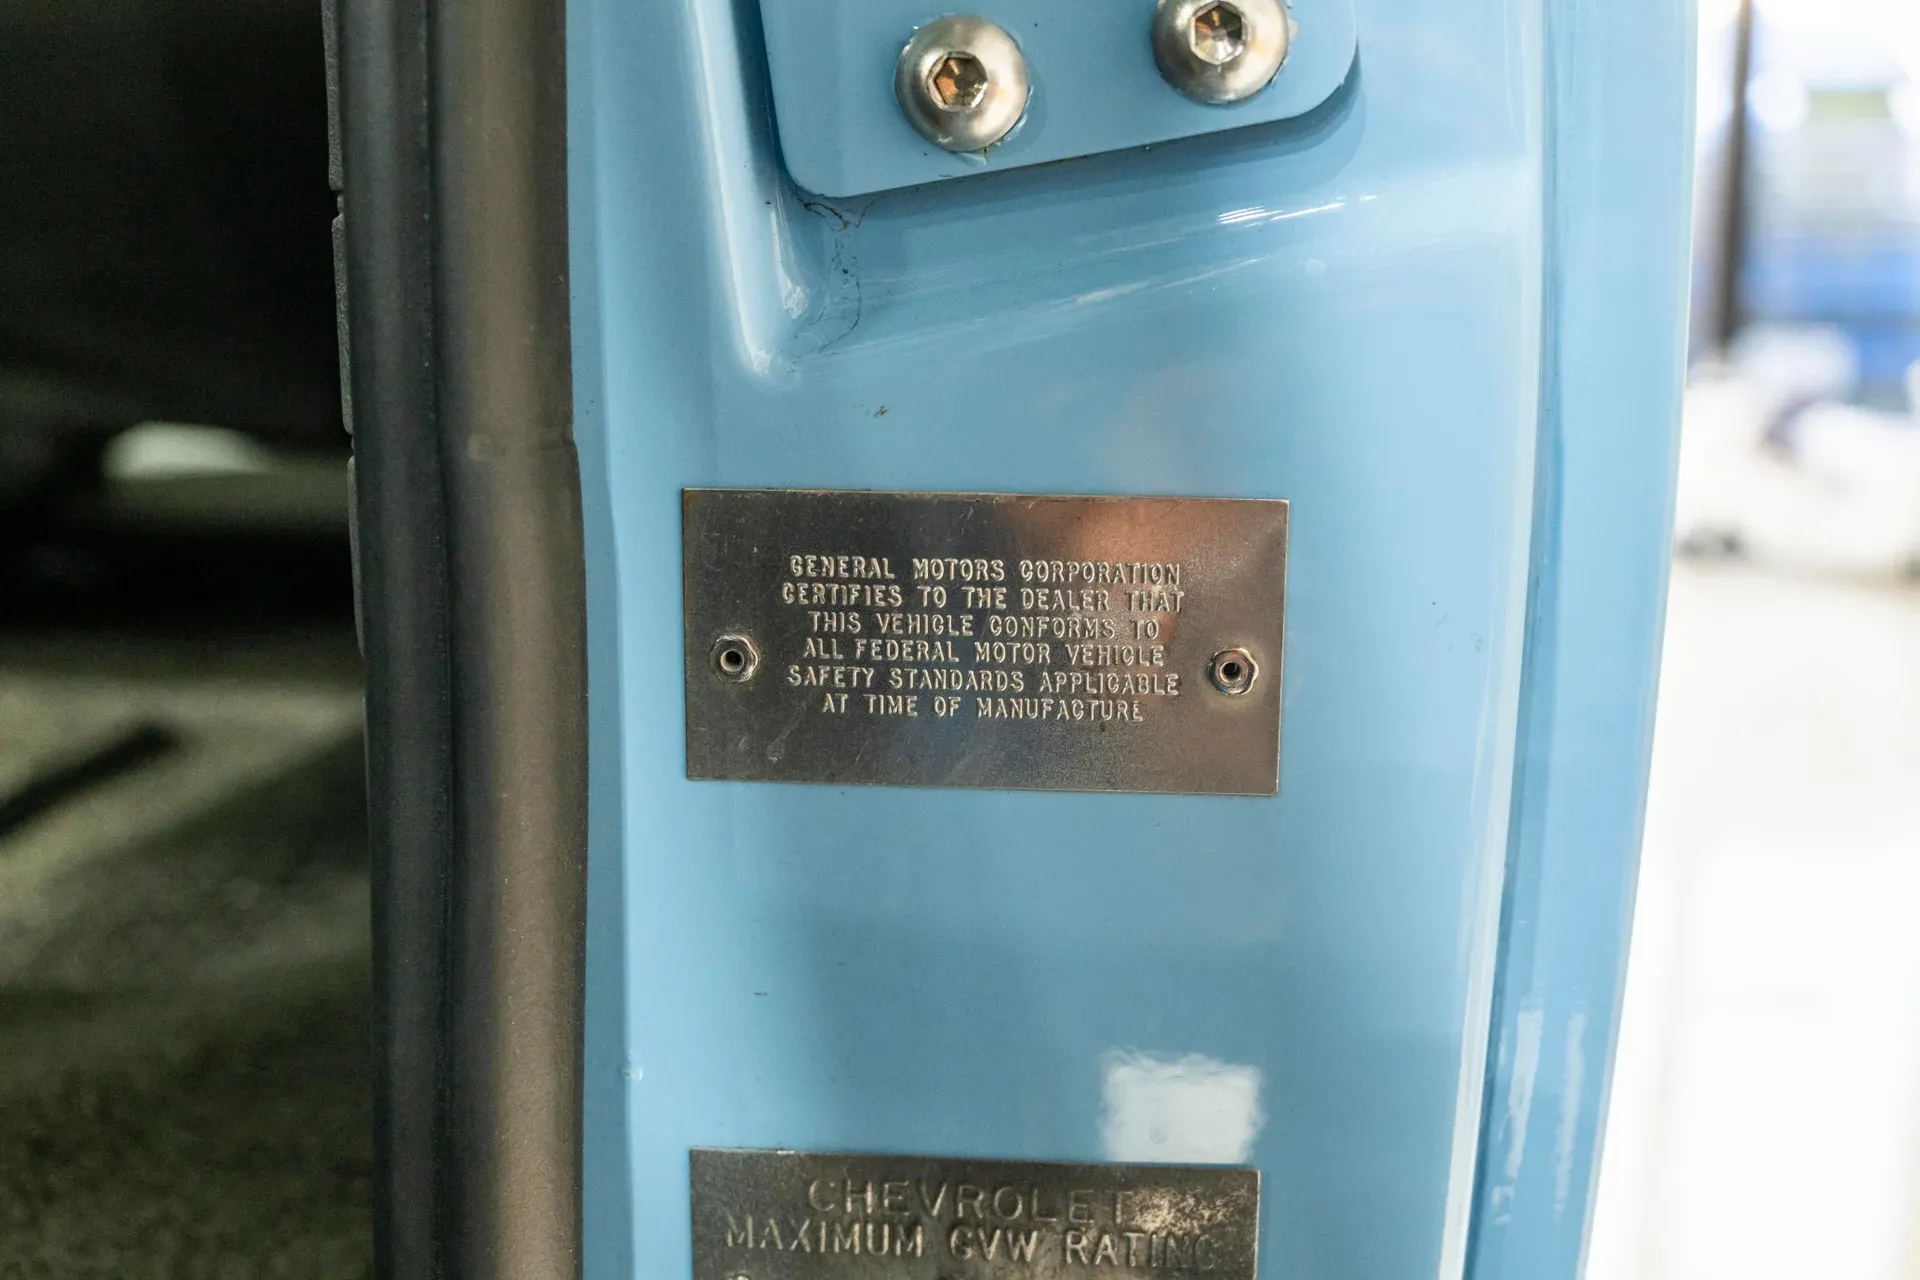 GENERAL MOTORS CORPORATION
CERTIFIES TO THE DEALER THAT
THIS VEHICLE CONFORMS TO
ALL FEDERAL MOTOR VEHICLE
SAFETY STANDARDS APPLICABLE
AT TIME OF MANUFACTURE
CHEVROLET
MAXIMUM GVW RATING